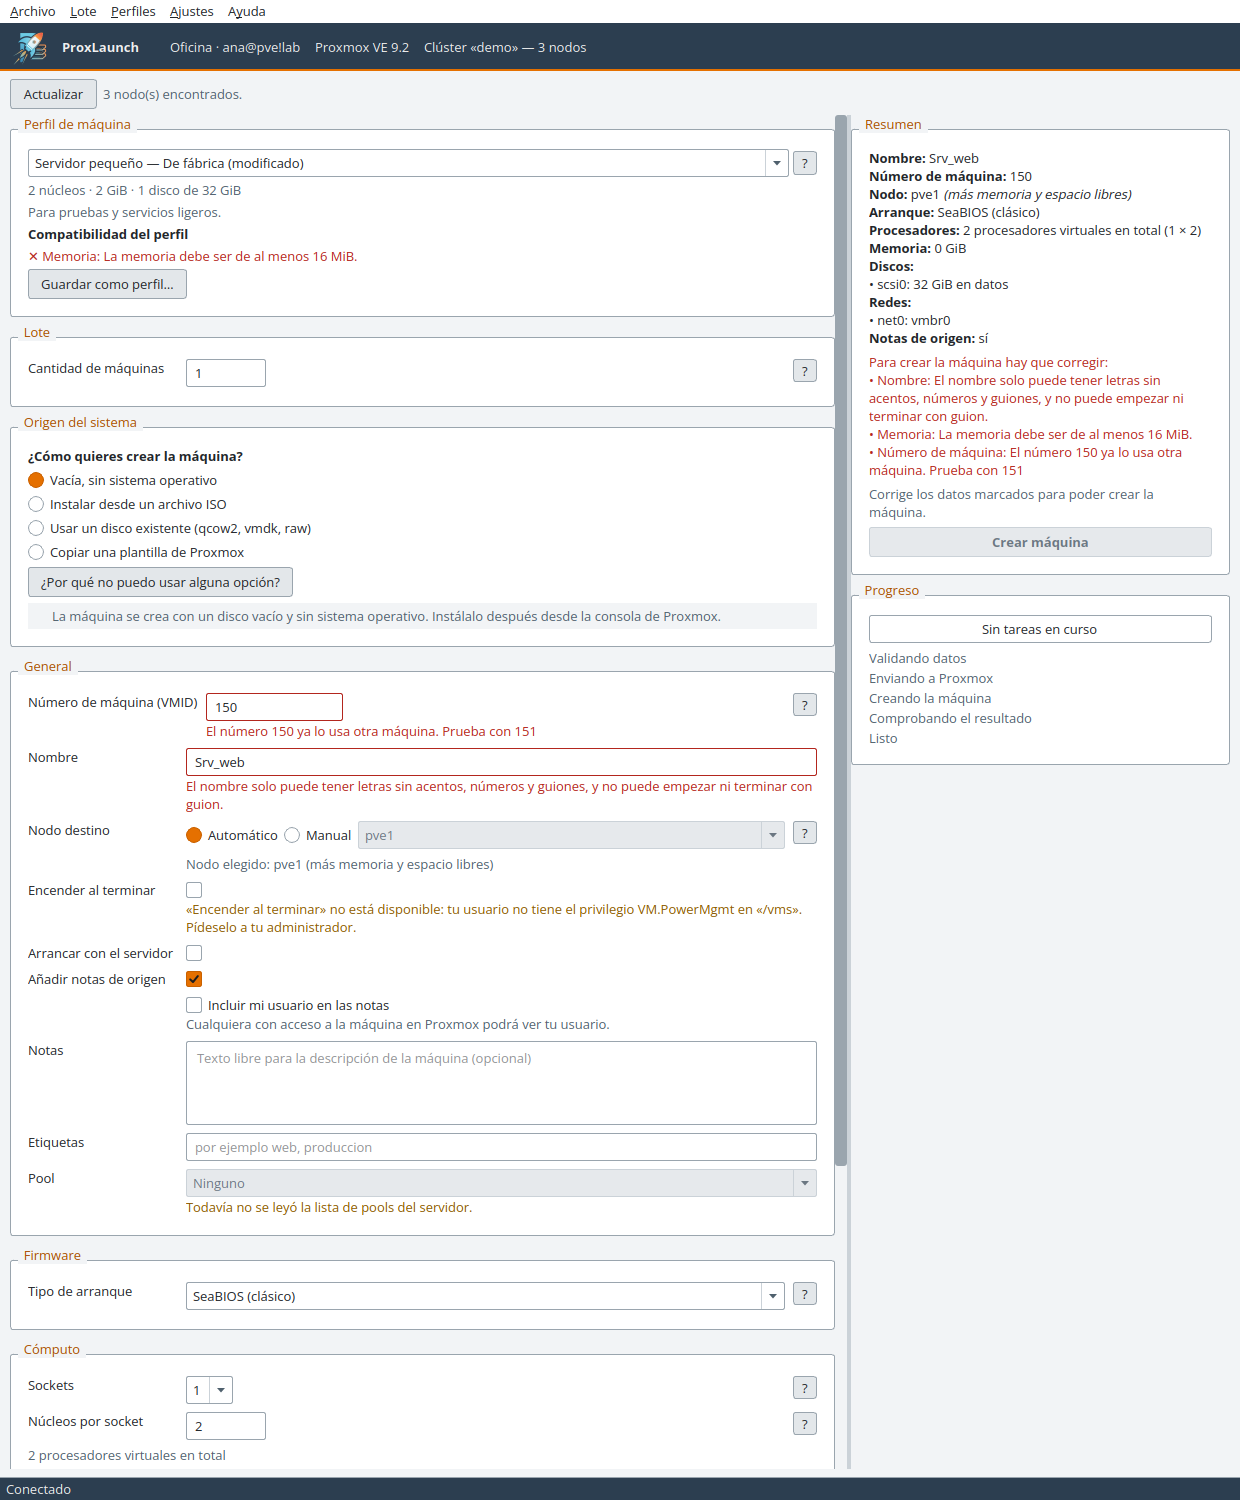 Archivo Lote Perfiles Ajustes Ayuda
ProxLaunch Oficina · ana@pve!lab Proxmox VE 9.2 Clúster «demo» — 3 nodos
Actualizar 3 nodo(s) encontrados.
Perfil de máquina
Servidor pequeño — De fábrica (modificado) ?
2 núcleos · 2 GiB · 1 disco de 32 GiB
Para pruebas y servicios ligeros.
Compatibilidad del perfil
✕ Memoria: La memoria debe ser de al menos 16 MiB.
Guardar como perfil...
Lote
Cantidad de máquinas 1 ?
Origen del sistema
¿Cómo quieres crear la máquina?
Vacía, sin sistema operativo
Instalar desde un archivo ISO
Usar un disco existente (qcow2, vmdk, raw)
Copiar una plantilla de Proxmox
¿Por qué no puedo usar alguna opción?
La máquina se crea con un disco vacío y sin sistema operativo. Instálalo después desde la consola de Proxmox.
General
Número de máquina (VMID) 150 ?
El número 150 ya lo usa otra máquina. Prueba con 151
Nombre Srv_web
El nombre solo puede tener letras sin acentos, números y guiones, y no puede empezar ni terminar con
guion.
Nodo destino Automático Manual pve1 ?
Nodo elegido: pve1 (más memoria y espacio libres)
Encender al terminar
«Encender al terminar» no está disponible: tu usuario no tiene el privilegio VM.PowerMgmt en «/vms».
Pídeselo a tu administrador.
Arrancar con el servidor
Añadir notas de origen
Incluir mi usuario en las notas
Cualquiera con acceso a la máquina en Proxmox podrá ver tu usuario.
Notas Texto libre para la descripción de la máquina (opcional)
Etiquetas por ejemplo web, produccion
Pool Ninguno
Todavía no se leyó la lista de pools del servidor.
Firmware
Tipo de arranque SeaBIOS (clásico) ?
Cómputo
Sockets 1 ?
Núcleos por socket 2 ?
2 procesadores virtuales en total
Resumen
Nombre: Srv_web
Número de máquina: 150
Nodo: pve1 (más memoria y espacio libres)
Arranque: SeaBIOS (clásico)
Procesadores: 2 procesadores virtuales en total (1 × 2)
Memoria: 0 GiB
Discos:
• scsi0: 32 GiB en datos
Redes:
• net0: vmbr0
Notas de origen: sí
Para crear la máquina hay que corregir:
• Nombre: El nombre solo puede tener letras sin
acentos, números y guiones, y no puede empezar ni
terminar con guion.
• Memoria: La memoria debe ser de al menos 16 MiB.
• Número de máquina: El número 150 ya lo usa otra
máquina. Prueba con 151
Corrige los datos marcados para poder crear la
máquina.
Crear máquina
Progreso
Sin tareas en curso
Validando datos
Enviando a Proxmox
Creando la máquina
Comprobando el resultado
Listo
Conectado